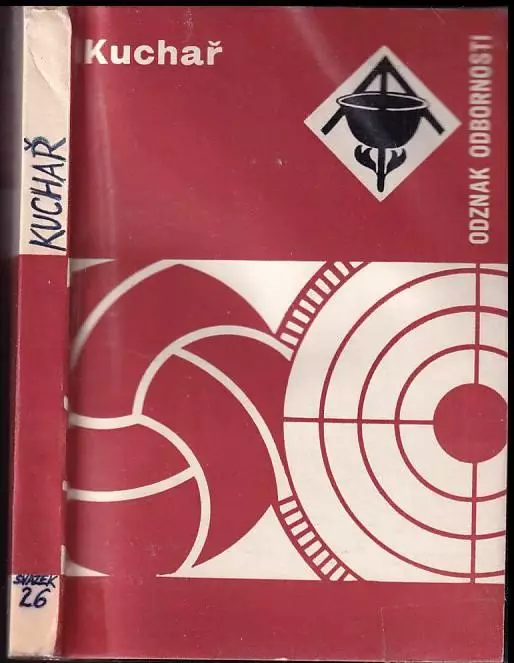 Kuchař
ODZNAK ODBORNOSTI
KUCHAŘ
SVAZEK
26